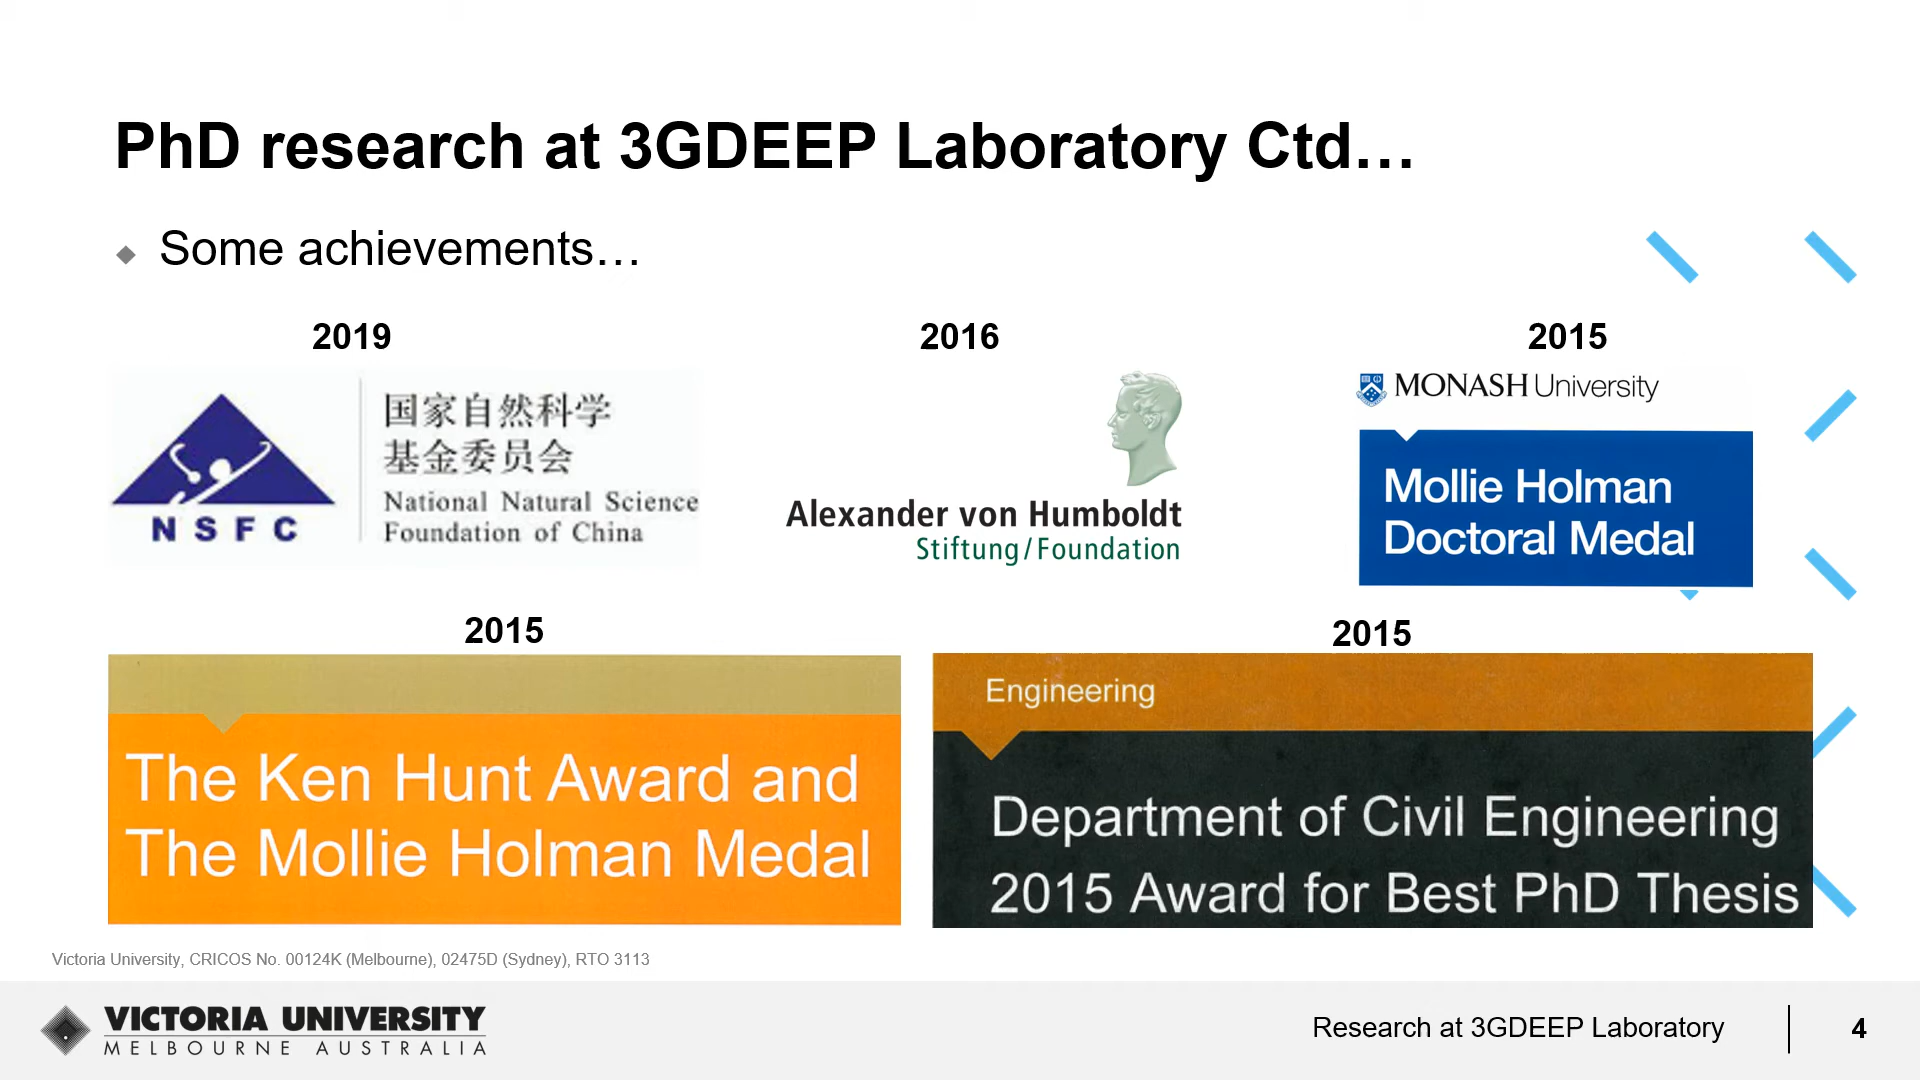 PhD research at 3GDEEP Laboratory Ctd…
Some achievements…
2019
2016
2015
国家自然科学
基金委员会
National Natural Science
Foundation of China
NSFC
Alexander von Humboldt
Stiftung/Foundation
MONASH University
Mollie Holman
Doctoral Medal
2015
2015
The Ken Hunt Award and
The Mollie Holman Medal
Engineering
Department of Civil Engineering
2015 Award for Best PhD Thesis
Victoria University, CRICOS No. 00124K (Melbourne), 02475D (Sydney), RTO 3113
VICTORIA UNIVERSITY
MELBOURNE AUSTRALIA
Research at 3GDEEP Laboratory
4